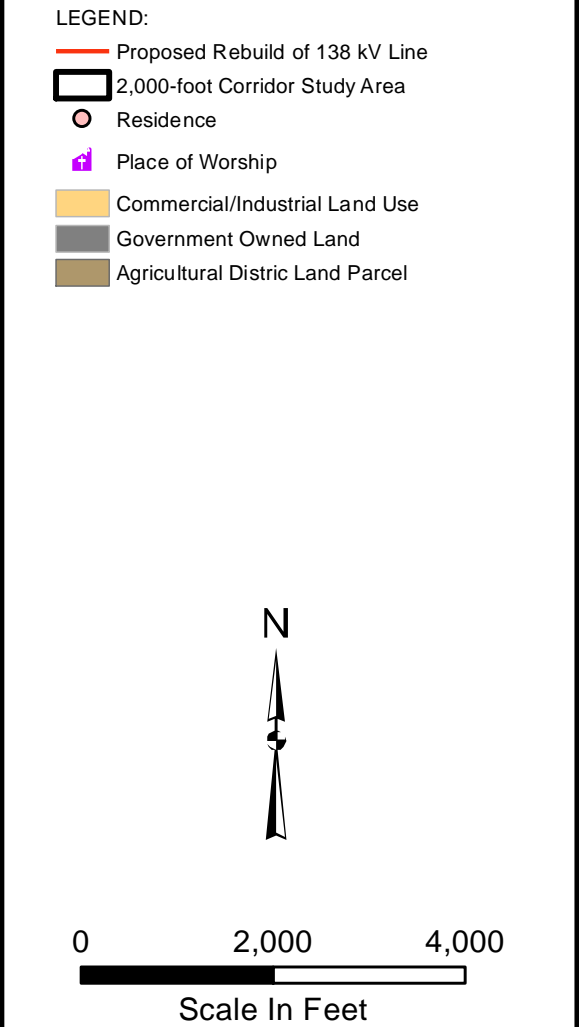 LEGEND:
Proposed Rebuild of 138 kV Line
2,000-foot Corridor Study Area
Residence
Place of Worship
Commercial/Industrial Land Use
Government Owned Land
Agricultural Distric Land Parcel
N
0 2,000 4,000
Scale In Feet